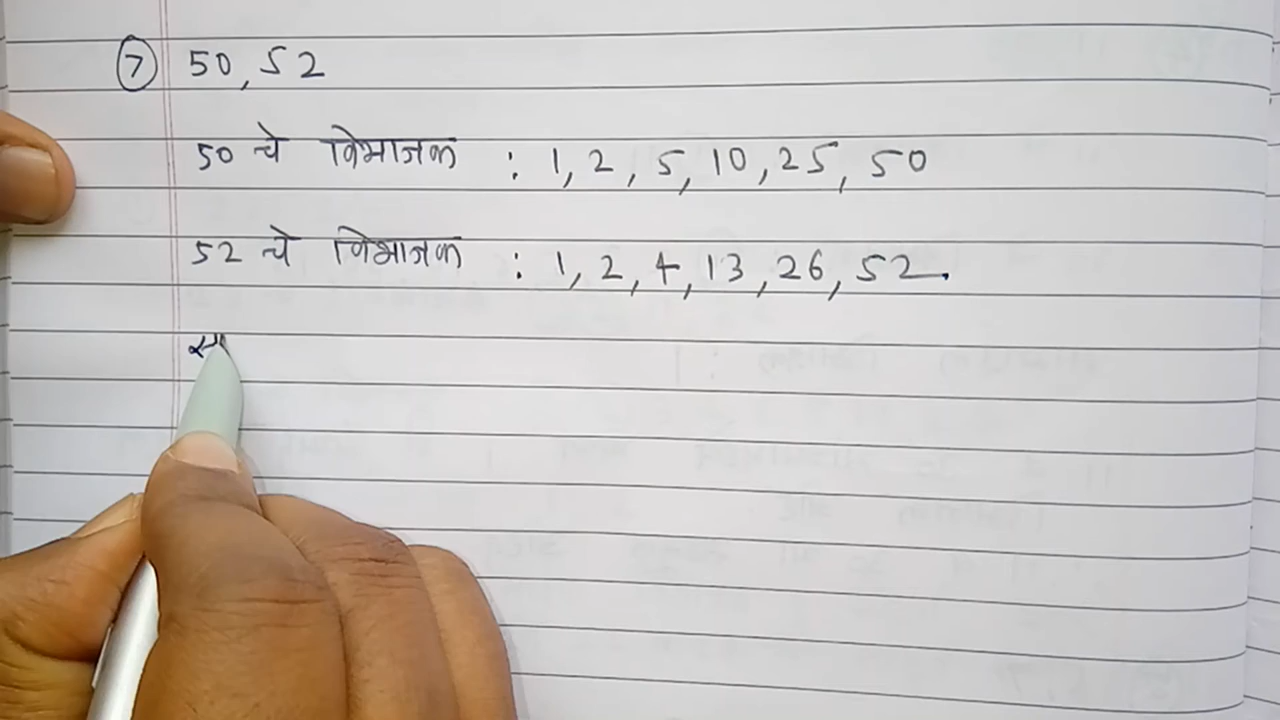 7 50, 52
50 चे विभाजक : 1, 2, 5, 10, 25, 50
52 चे विभाजक : 1, 2, 4, 13, 26, 52.